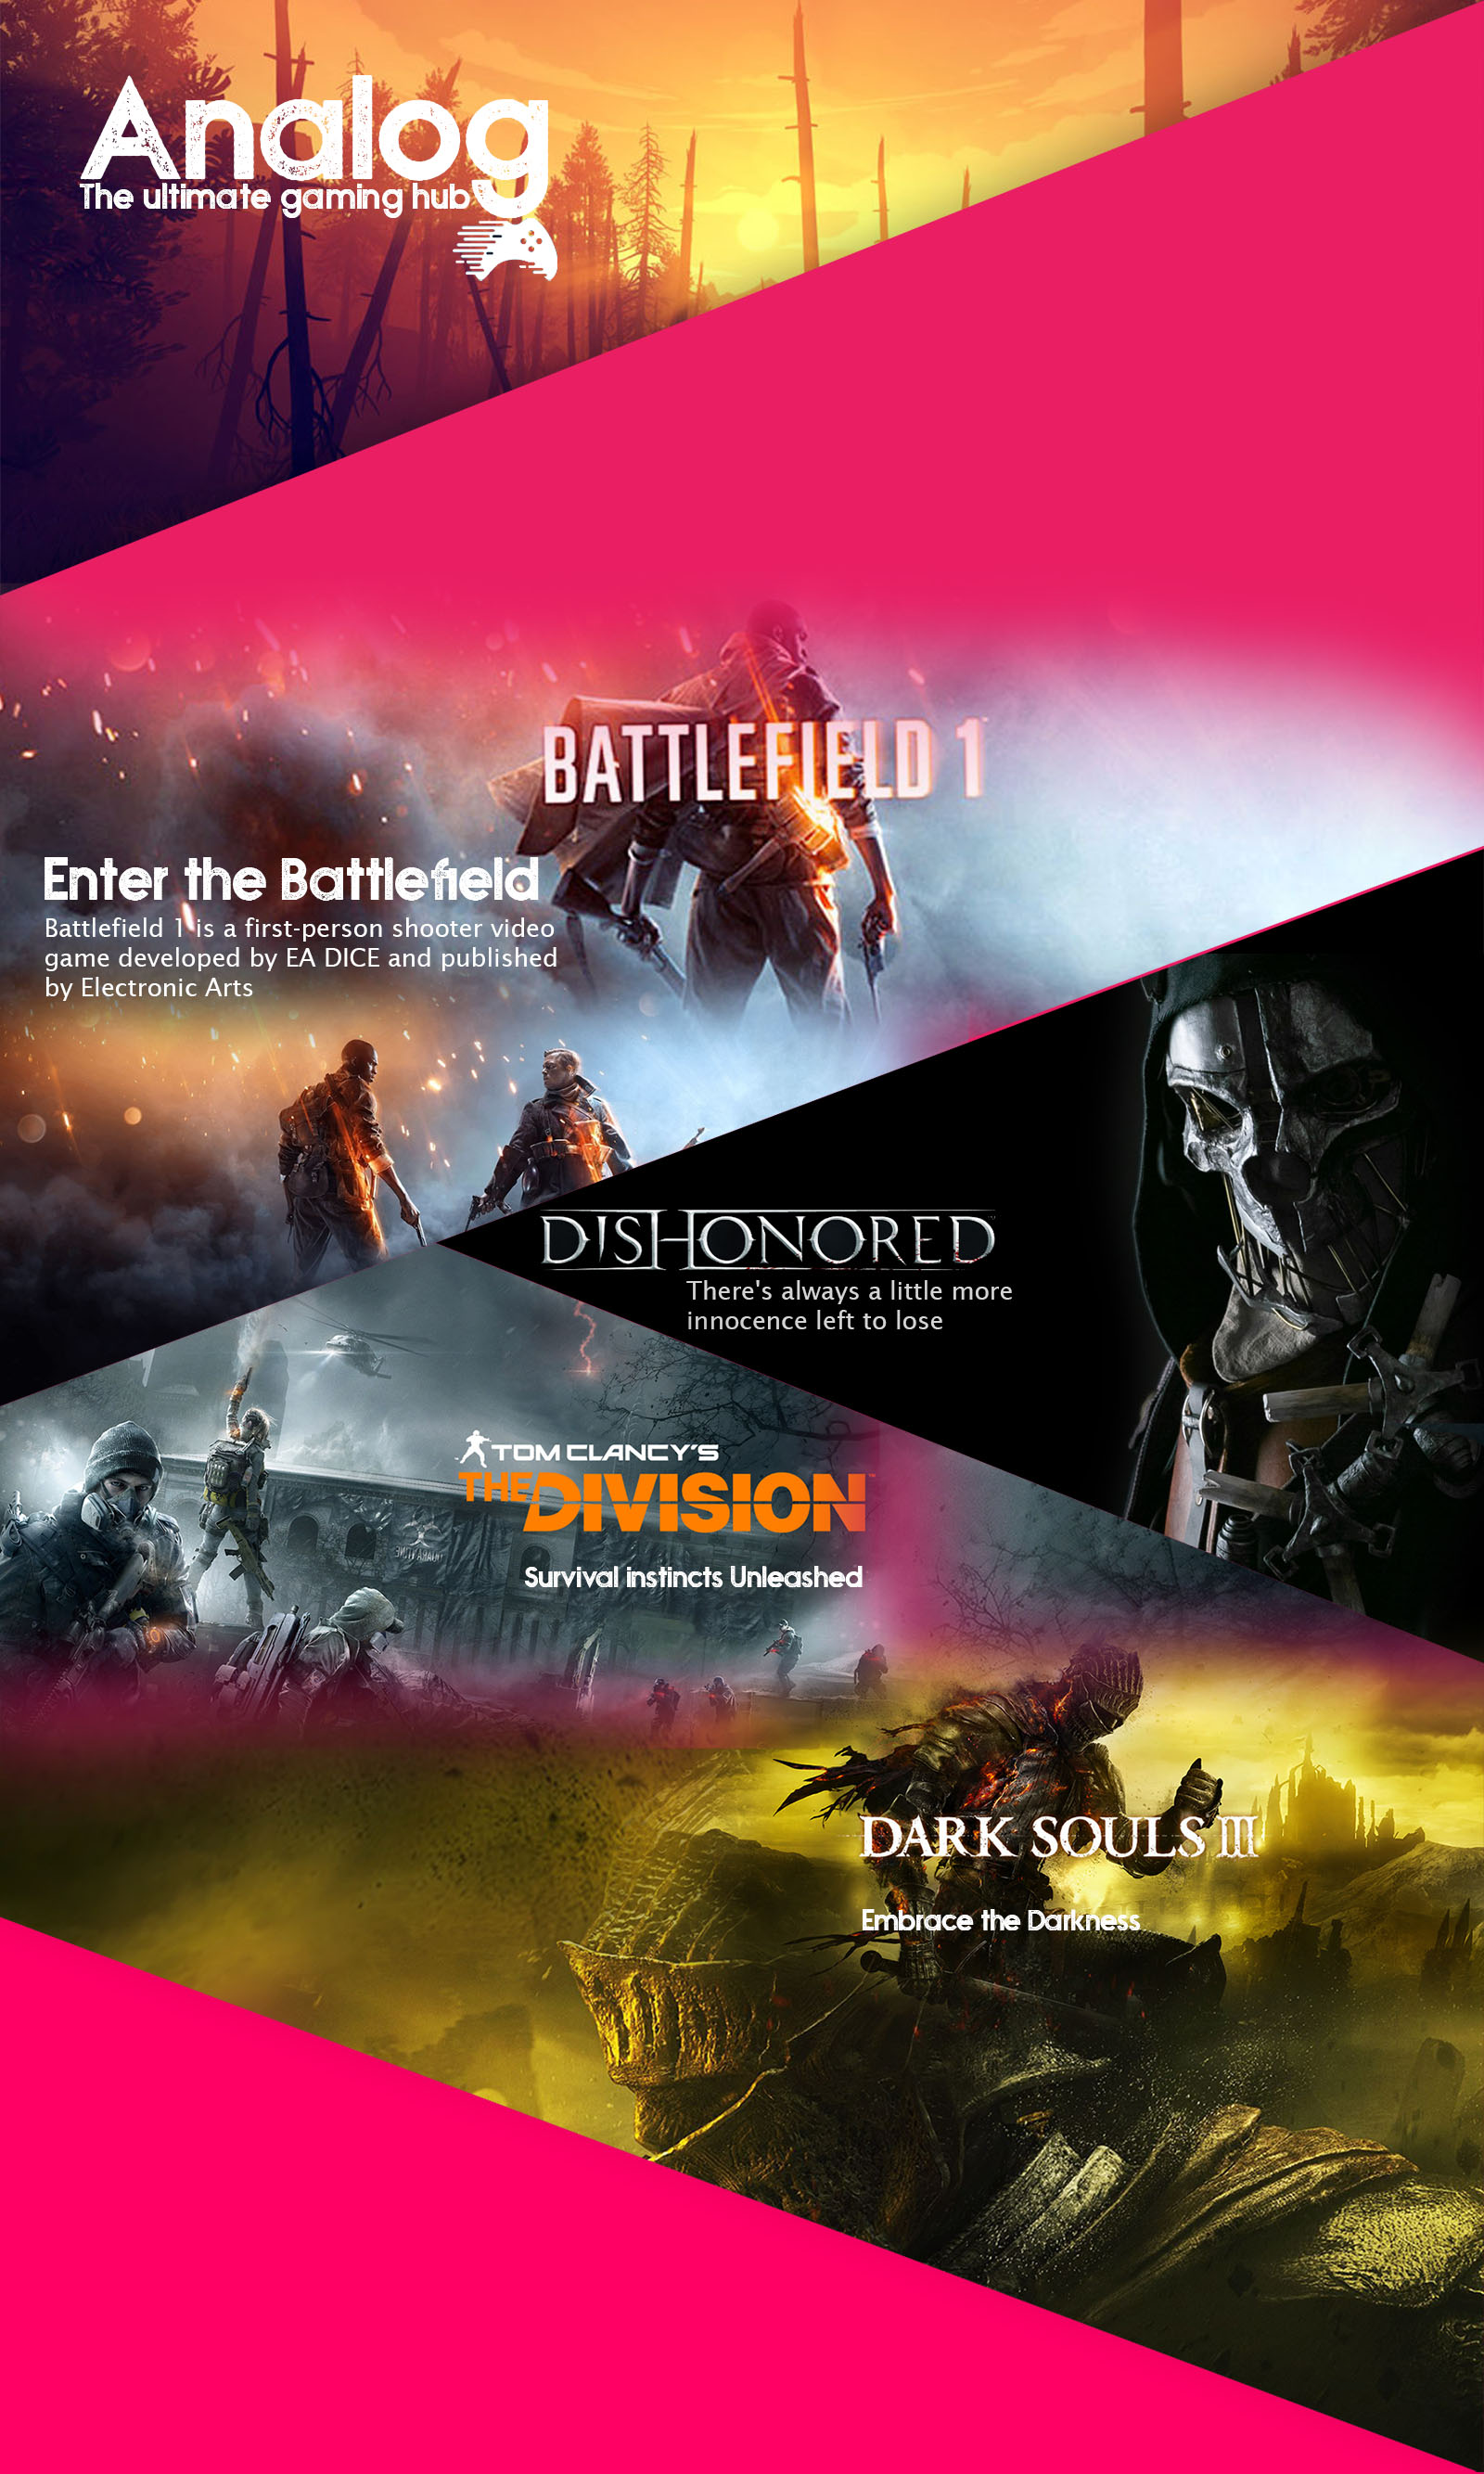 Analog
The ultimate gaming hub
BATTLEFIELD 1
Enter the Battlefield
Battlefield 1 is a first-person shooter video
game developed by EA DICE and published
by Electronic Arts
DISHONORED
There's always a little more
innocence left to lose
TOM CLANCY'S
THE DIVISION
Survival instincts Unleashed
DARK SOULS III
Embrace the Darkness